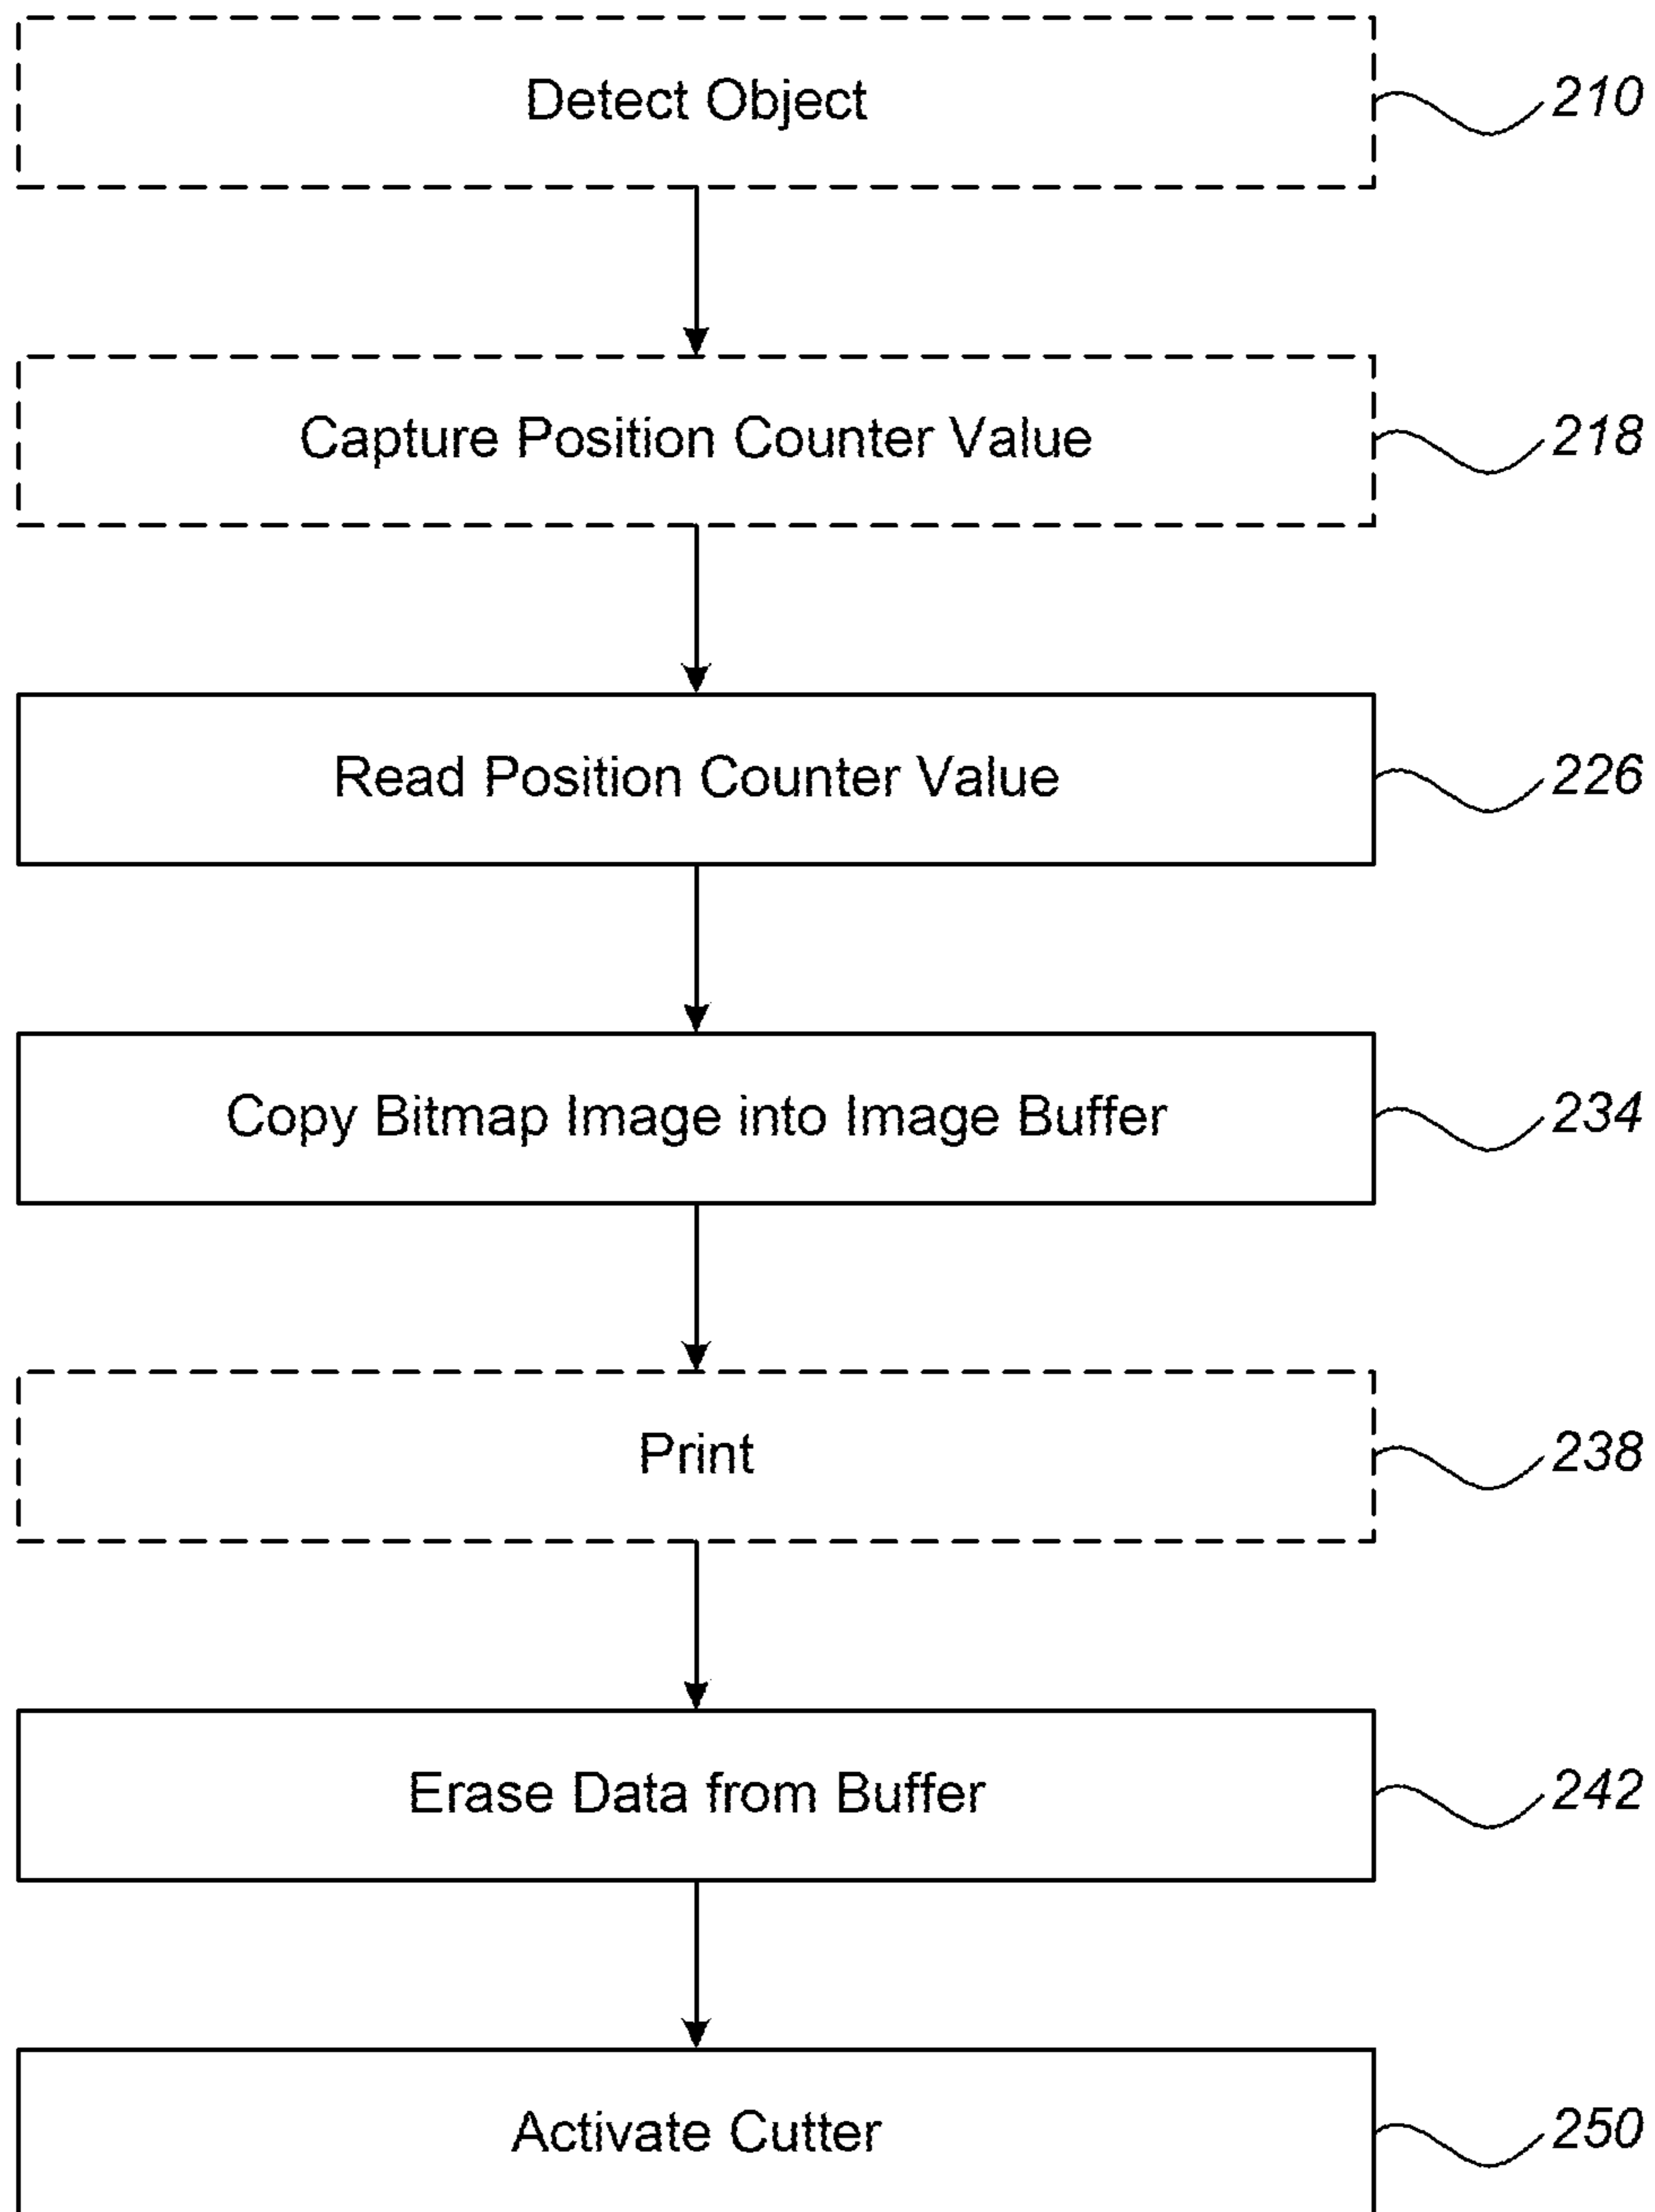 Detect Object 210
Capture Position Counter Value 218
Read Position Counter Value 226
Copy Bitmap Image into Image Buffer 234
Print 238
Erase Data from Buffer 242
Activate Cutter 250